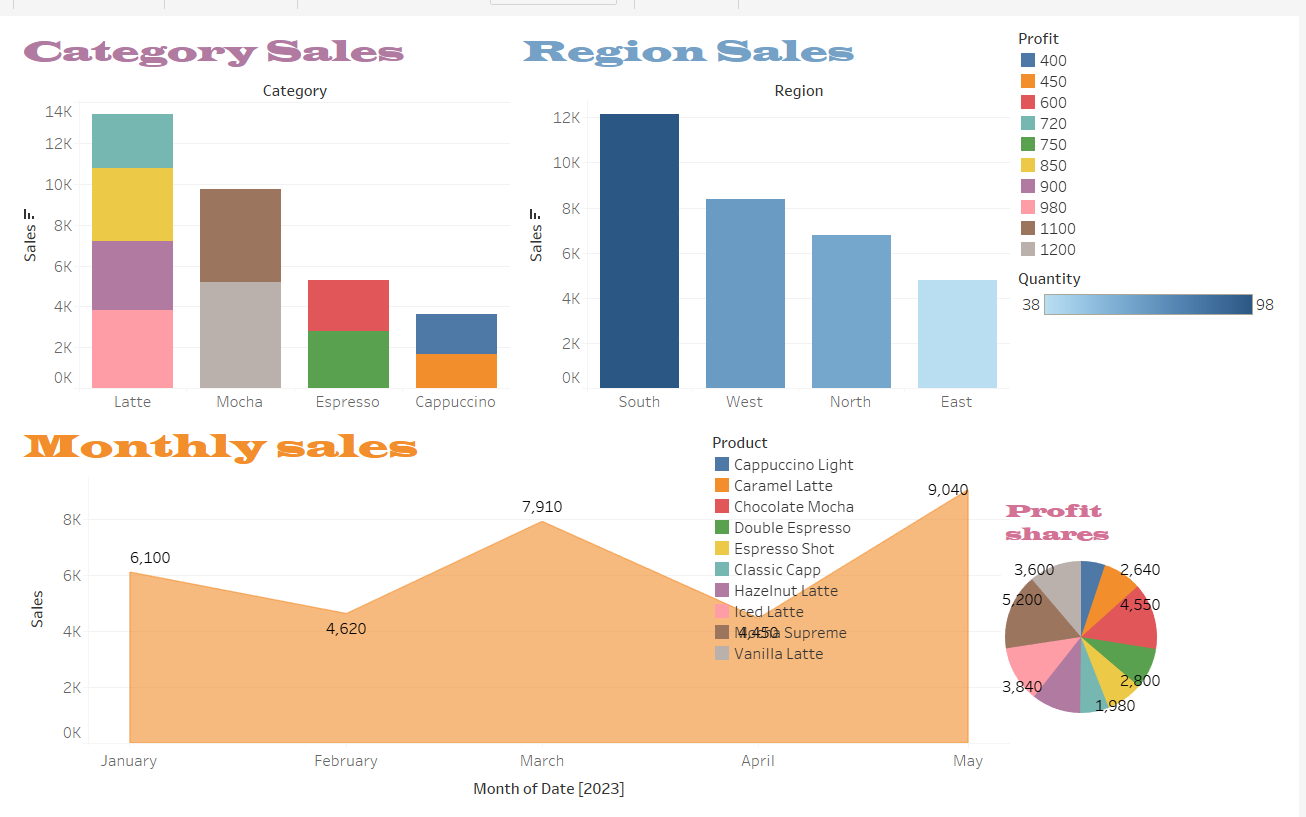 Category Sales
Category
14K
12K
10K
8K
6K
4K
2K
0K
Sales
Latte
Mocha
Espresso
Cappuccino
Region Sales
Region
12K
10K
8K
6K
4K
2K
0K
Sales
South
West
North
East
Profit
400
450
600
720
750
850
900
980
1100
1200
Quantity
38
98
Monthly sales
8K
6K
4K
2K
0K
Sales
6,100
4,620
7,910
4,450
9,040
January
February
March
April
May
Month of Date [2023]
Product
Cappuccino Light
Caramel Latte
Chocolate Mocha
Double Espresso
Espresso Shot
Classic Capp
Hazelnut Latte
Iced Latte
Mocha Supreme
Vanilla Latte
Profit
shares
3,600
2,640
5,200
4,550
3,840
2,800
1,980